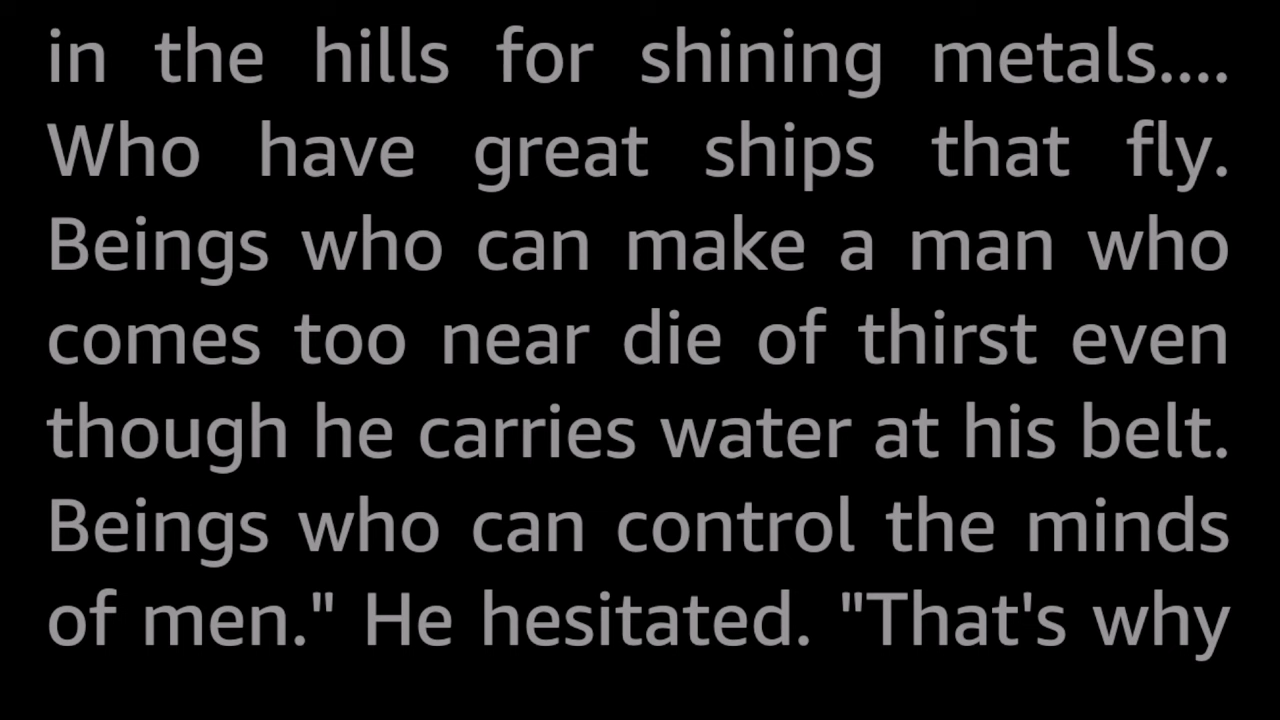 in the hills for shining metals....
Who have great ships that fly.
Beings who can make a man who
comes too near die of thirst even
though he carries water at his belt.
Beings who can control the minds
of men." He hesitated. "That's why